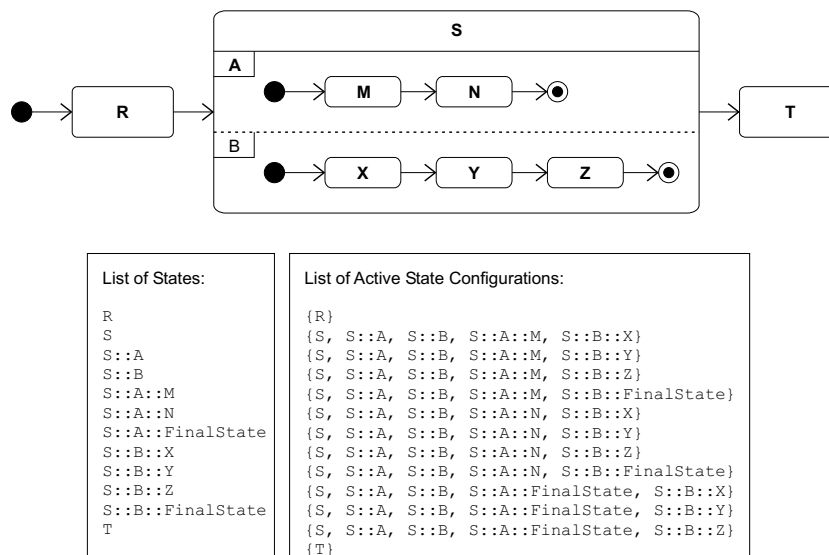 S
A
M
N
R
T
B
X
Y
Z
List of States:
R
S
S::A
S::B
S::A::M
S::A::N
S::A::FinalState
S::B::X
S::B::Y
S::B::Z
S::B::FinalState
T
List of Active State Configurations:
{R}
{S, S::A, S::B, S::A::M, S::B::X}
{S, S::A, S::B, S::A::M, S::B::Y}
{S, S::A, S::B, S::A::M, S::B::Z}
{S, S::A, S::B, S::A::M, S::B::FinalState}
{S, S::A, S::B, S::A::N, S::B::X}
{S, S::A, S::B, S::A::N, S::B::Y}
{S, S::A, S::B, S::A::N, S::B::Z}
{S, S::A, S::B, S::A::N, S::B::FinalState}
{S, S::A, S::B, S::A::FinalState, S::B::X}
{S, S::A, S::B, S::A::FinalState, S::B::Y}
{S, S::A, S::B, S::A::FinalState, S::B::Z}
{T}